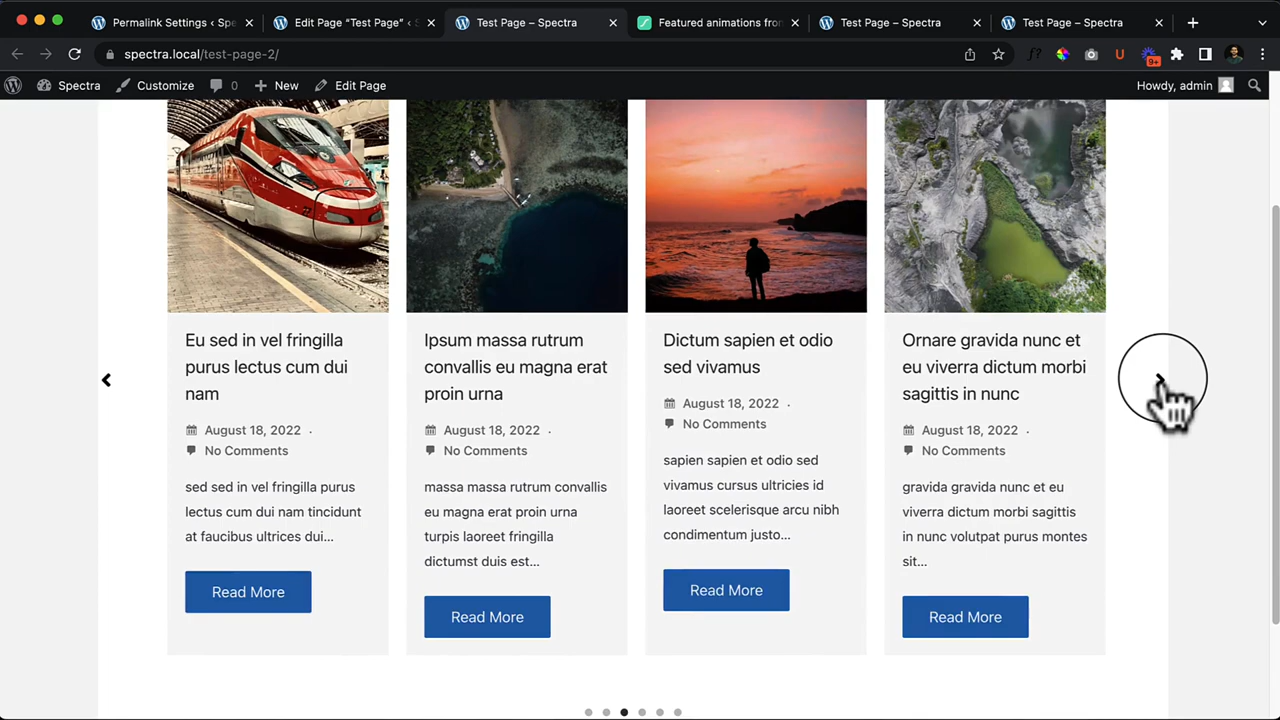 Permalink Settings ‹ Spe
Edit Page “Test Page” ‹ S
Test Page – Spectra
Featured animations from
Test Page – Spectra
Test Page – Spectra
spectra.local/test-page-2/
f?
U
9+
Spectra
Customize
0
New
Edit Page
Howdy, admin
Eu sed in vel fringilla
purus lectus cum dui
nam
August 18, 2022 .
No Comments
sed sed in vel fringilla purus
lectus cum dui nam tincidunt
at faucibus ultrices dui...
Read More
Ipsum massa rutrum
convallis eu magna erat
proin urna
August 18, 2022 .
No Comments
massa massa rutrum convallis
eu magna erat proin urna
turpis laoreet fringilla
dictumst duis est...
Read More
Dictum sapien et odio
sed vivamus
August 18, 2022 .
No Comments
sapien sapien et odio sed
vivamus cursus ultricies id
laoreet scelerisque arcu nibh
condimentum justo...
Read More
Ornare gravida nunc et
eu viverra dictum morbi
sagittis in nunc
August 18, 2022 .
No Comments
gravida gravida nunc et eu
viverra dictum morbi sagittis
in nunc volutpat purus montes
sit...
Read More